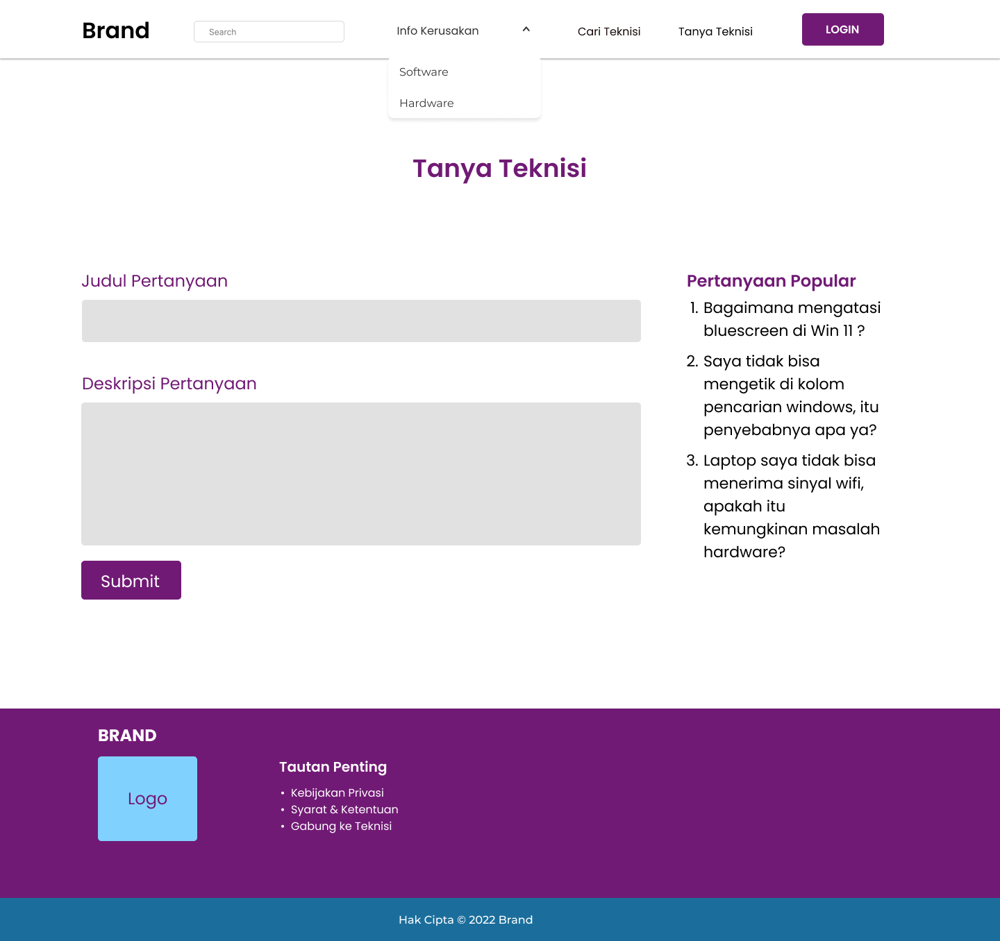 Brand
Search
Info Kerusakan
Cari Teknisi
Tanya Teknisi
LOGIN
Software
Hardware
Tanya Teknisi
Judul Pertanyaan
Deskripsi Pertanyaan
Submit
Pertanyaan Popular
1. Bagaimana mengatasi
bluescreen di Win 11 ?
2. Saya tidak bisa
mengetik di kolom
pencarian windows, itu
penyebabnya apa ya?
3. Laptop saya tidak bisa
menerima sinyal wifi,
apakah itu
kemungkinan masalah
hardware?
BRAND
Logo
Tautan Penting
• Kebijakan Privasi
• Syarat & Ketentuan
• Gabung ke Teknisi
Hak Cipta © 2022 Brand